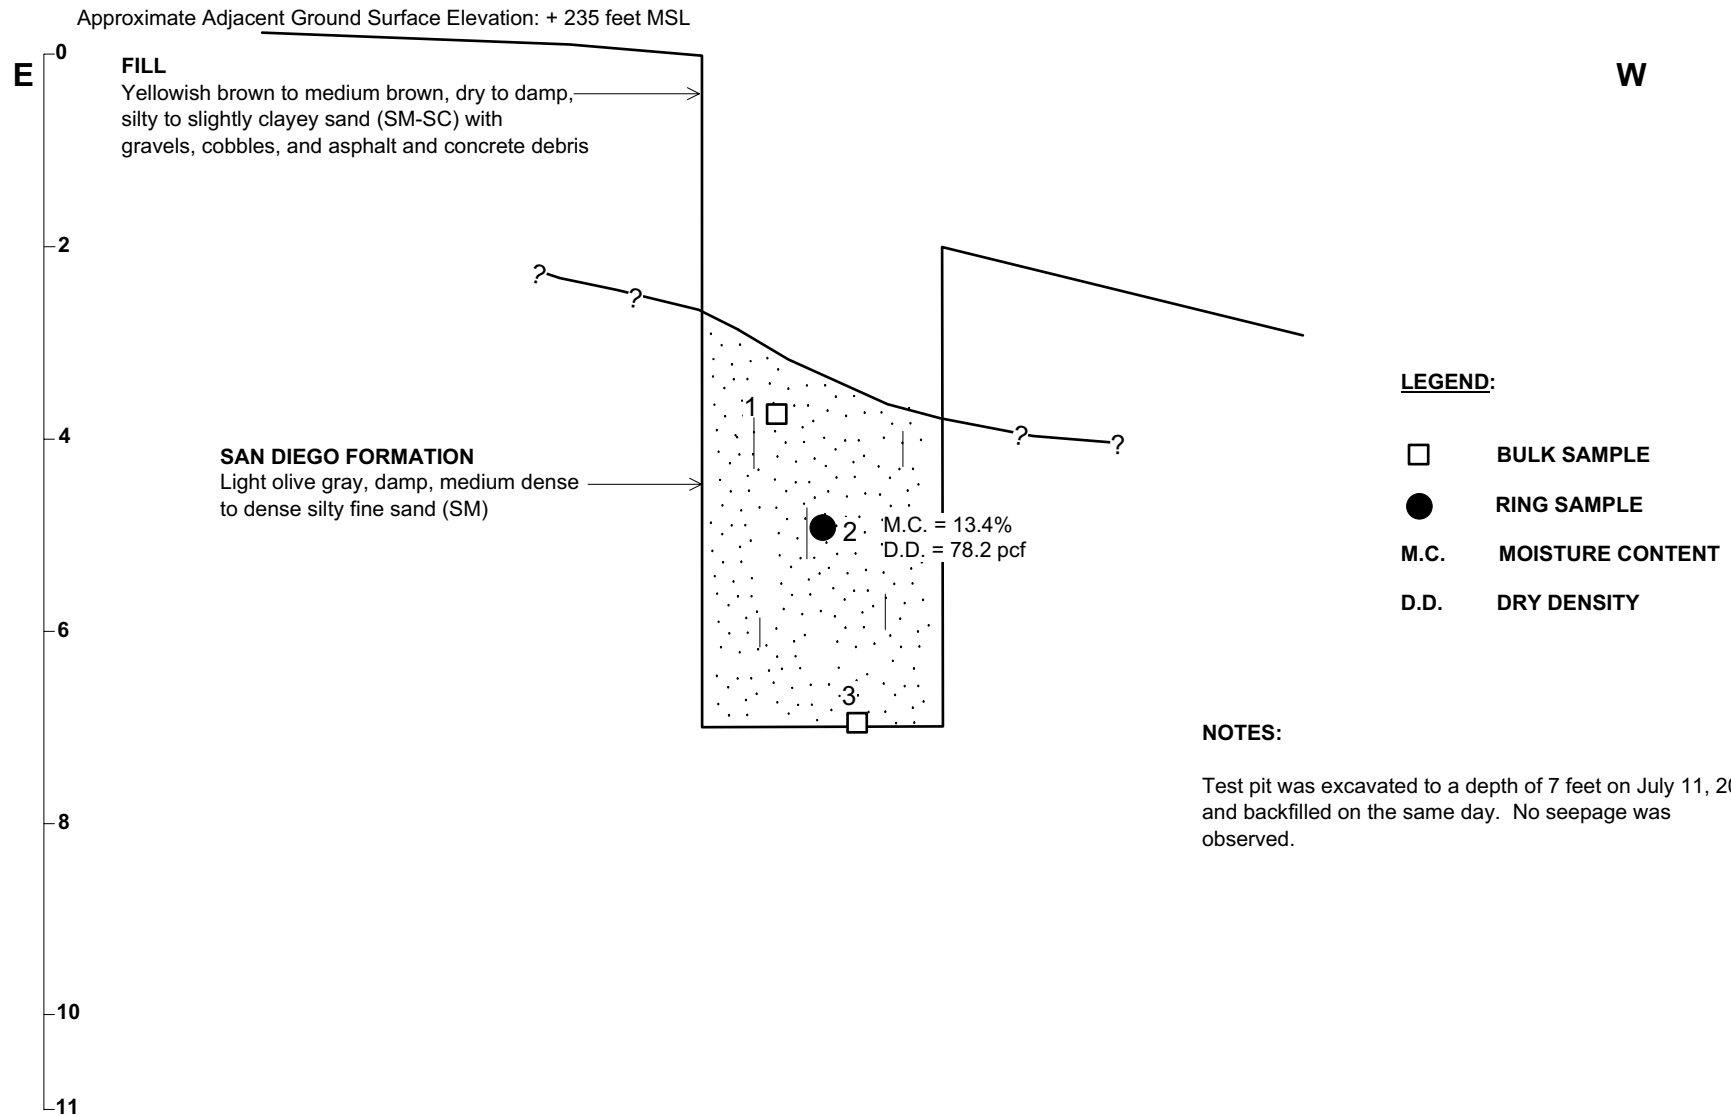 Approximate Adjacent Ground Surface Elevation: + 235 feet MSL
0
E
W
FILL
Yellowish brown to medium brown, dry to damp,
silty to slightly clayey sand (SM-SC) with
gravels, cobbles, and asphalt and concrete debris
2
?
?
LEGEND:
1
4
?
?
SAN DIEGO FORMATION
Light olive gray, damp, medium dense
to dense silty fine sand (SM)
BULK SAMPLE
RING SAMPLE
2
M.C. = 13.4%
D.D. = 78.2 pcf
M.C. MOISTURE CONTENT
D.D. DRY DENSITY
6
3
NOTES:
Test pit was excavated to a depth of 7 feet on July 11,
and backfilled on the same day. No seepage was
observed.
8
10
11